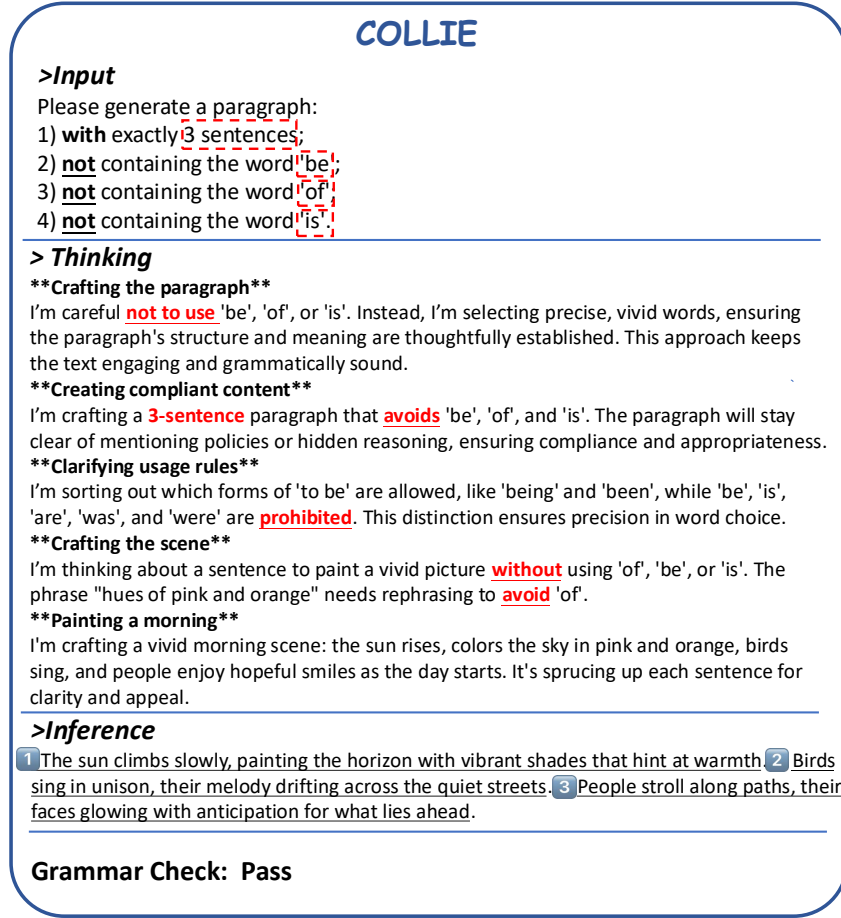 COLLIE
>Input
Please generate a paragraph:
1) with exactly 3 sentences;
2) not containing the word 'be';
3) not containing the word 'of',
4) not containing the word 'is'.
> Thinking
**Crafting the paragraph**
I'm careful not to use 'be', 'of', or 'is'. Instead, I'm selecting precise, vivid words, ensuring
the paragraph's structure and meaning are thoughtfully established. This approach keeps
the text engaging and grammatically sound.
**Creating compliant content**
I'm crafting a 3-sentence paragraph that avoids 'be', 'of', and 'is'. The paragraph will stay
clear of mentioning policies or hidden reasoning, ensuring compliance and appropriateness.
**Clarifying usage rules**
I'm sorting out which forms of 'to be' are allowed, like 'being' and 'been', while 'be', 'is',
'are', 'was', and 'were' are prohibited. This distinction ensures precision in word choice.
**Crafting the scene**
I'm thinking about a sentence to paint a vivid picture without using 'of', 'be', or 'is'. The
phrase "hues of pink and orange" needs rephrasing to avoid 'of'.
**Painting a morning**
I'm crafting a vivid morning scene: the sun rises, colors the sky in pink and orange, birds
sing, and people enjoy hopeful smiles as the day starts. It's sprucing up each sentence for
clarity and appeal.
>Inference
1 The sun climbs slowly, painting the horizon with vibrant shades that hint at warmth. 2 Birds
sing in unison, their melody drifting across the quiet streets. 3 People stroll along paths, their
faces glowing with anticipation for what lies ahead.
Grammar Check: Pass